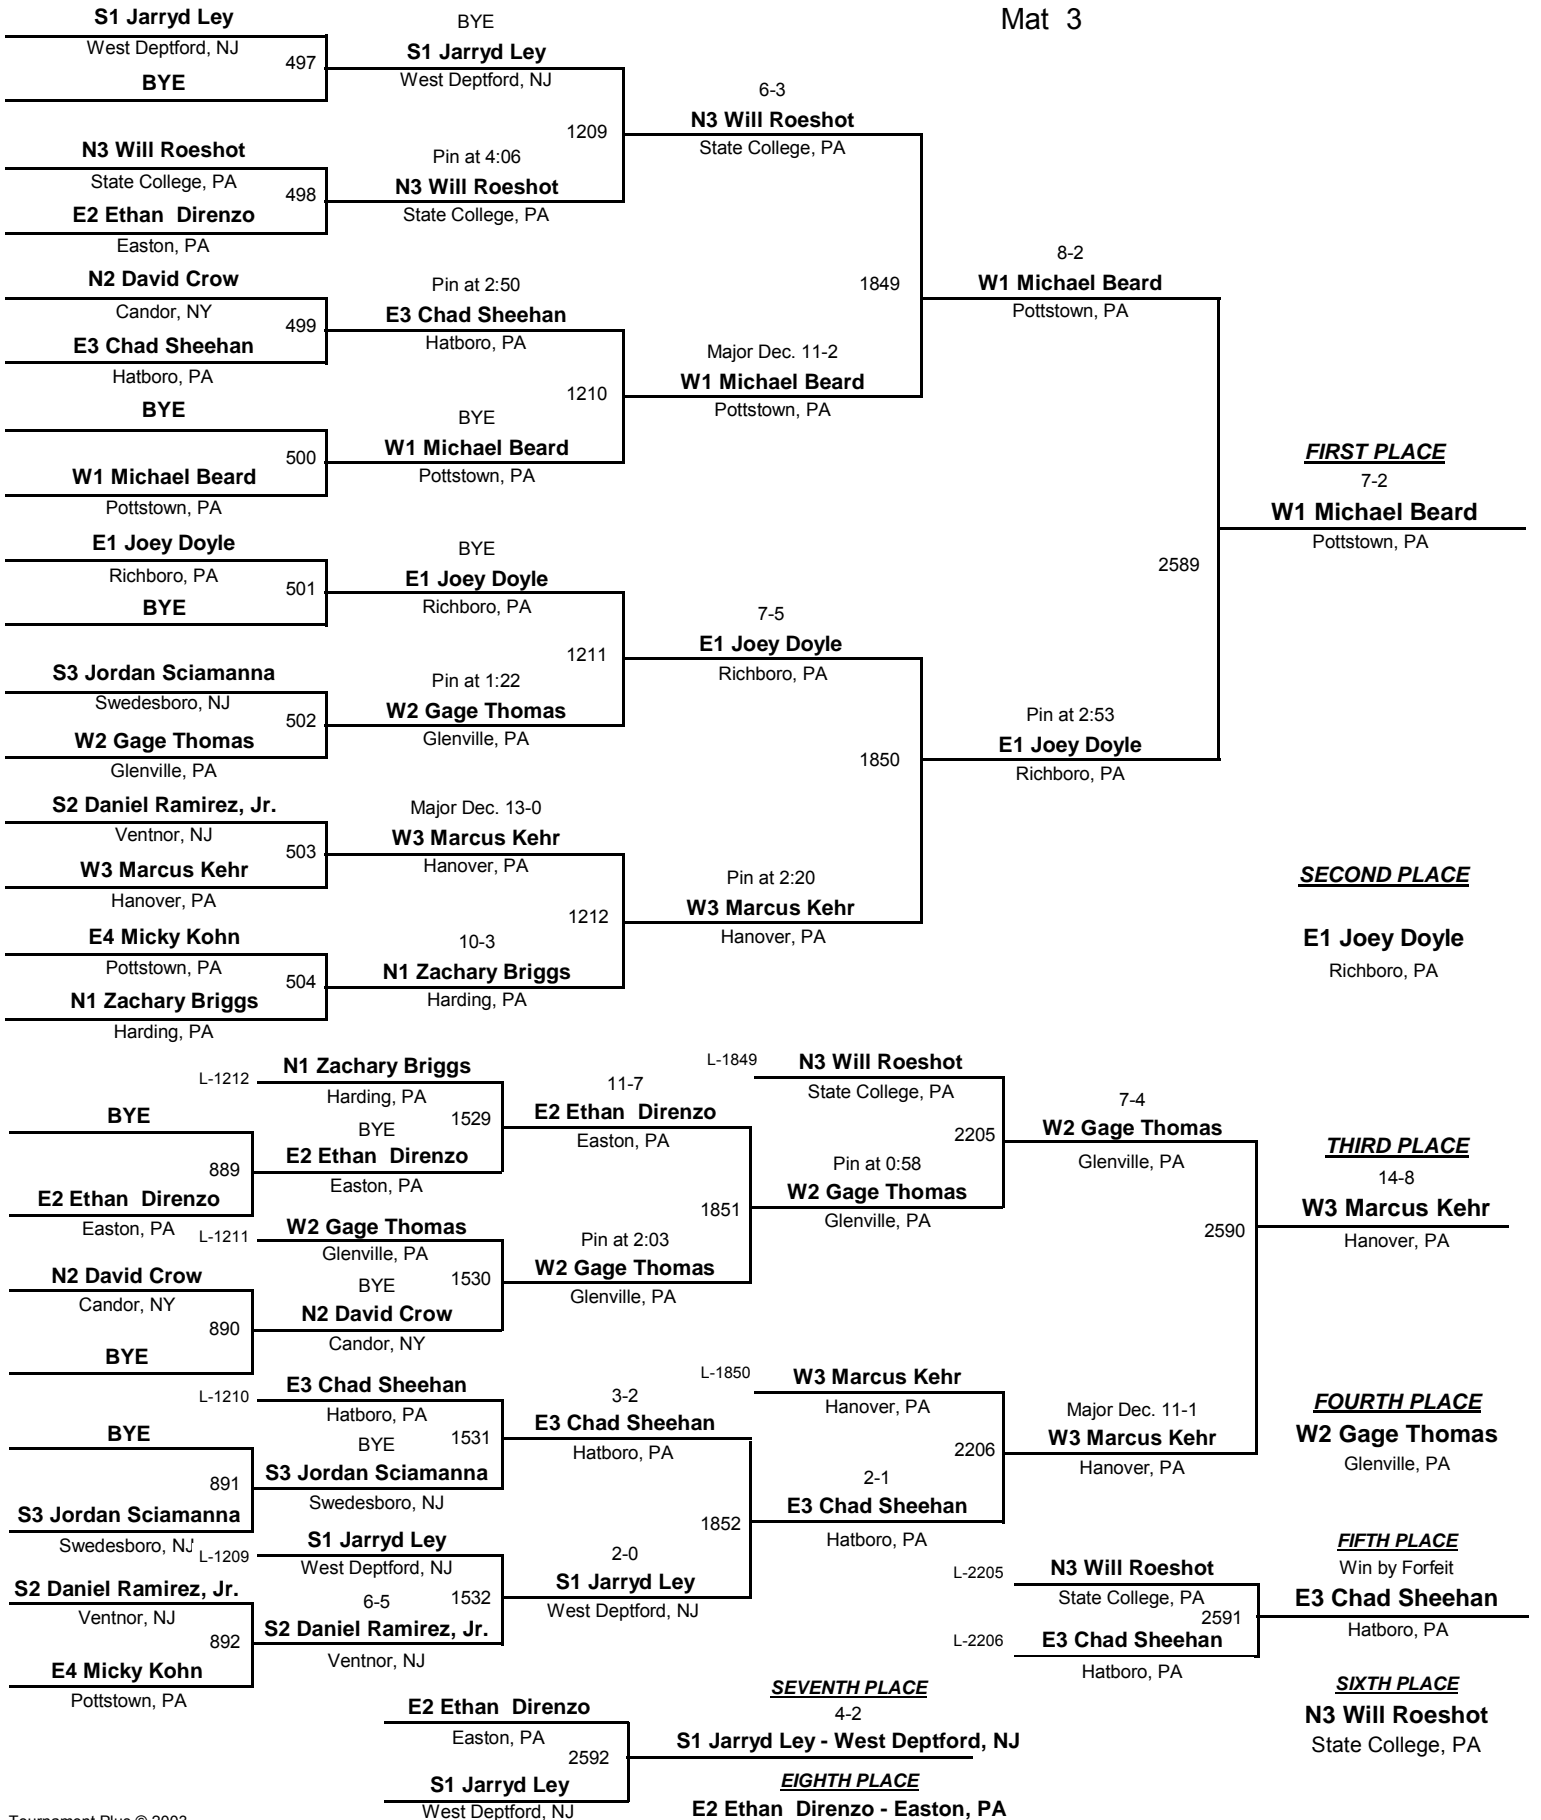 Mat 3
S1 Jarryd Ley
West Deptford, NJ
497
BYE
N3 Will Roeshot
State College, PA
498
E2 Ethan Direnzo
Easton, PA
N2 David Crow
Candor, NY
499
E3 Chad Sheehan
Hatboro, PA
BYE
500
W1 Michael Beard
Pottstown, PA
E1 Joey Doyle
Richboro, PA
501
BYE
S3 Jordan Sciamanna
Swedesboro, NJ
502
W2 Gage Thomas
Glenville, PA
S2 Daniel Ramirez, Jr.
Ventnor, NJ
503
W3 Marcus Kehr
Hanover, PA
E4 Micky Kohn
Pottstown, PA
504
N1 Zachary Briggs
Harding, PA
BYE
S1 Jarryd Ley
West Deptford, NJ
1209
Pin at 4:06
N3 Will Roeshot
State College, PA
Pin at 2:50
E3 Chad Sheehan
Hatboro, PA
1210
BYE
W1 Michael Beard
Pottstown, PA
BYE
E1 Joey Doyle
Richboro, PA
1211
Pin at 1:22
W2 Gage Thomas
Glenville, PA
Major Dec. 13-0
W3 Marcus Kehr
Hanover, PA
1212
10-3
N1 Zachary Briggs
Harding, PA
6-3
N3 Will Roeshot
State College, PA
1849
Major Dec. 11-2
W1 Michael Beard
Pottstown, PA
7-5
E1 Joey Doyle
Richboro, PA
1850
Pin at 2:20
W3 Marcus Kehr
Hanover, PA
8-2
W1 Michael Beard
Pottstown, PA
2589
Pin at 2:53
E1 Joey Doyle
Richboro, PA
FIRST PLACE
7-2
W1 Michael Beard
Pottstown, PA
SECOND PLACE
E1 Joey Doyle
Richboro, PA
BYE
889
E2 Ethan Direnzo
Easton, PA
N2 David Crow
Candor, NY
890
BYE
BYE
891
S3 Jordan Sciamanna
Swedesboro, NJ
S2 Daniel Ramirez, Jr.
Ventnor, NJ
892
E4 Micky Kohn
Pottstown, PA
L-1212
N1 Zachary Briggs
Harding, PA
1529
BYE
E2 Ethan Direnzo
Easton, PA
L-1211
W2 Gage Thomas
Glenville, PA
1530
BYE
N2 David Crow
Candor, NY
L-1210
E3 Chad Sheehan
Hatboro, PA
1531
BYE
S3 Jordan Sciamanna
Swedesboro, NJ
L-1209
S1 Jarryd Ley
West Deptford, NJ
1532
6-5
S2 Daniel Ramirez, Jr.
Ventnor, NJ
11-7
E2 Ethan Direnzo
Easton, PA
1851
Pin at 2:03
W2 Gage Thomas
Glenville, PA
3-2
E3 Chad Sheehan
Hatboro, PA
1852
2-0
S1 Jarryd Ley
West Deptford, NJ
L-1849
N3 Will Roeshot
State College, PA
2205
Pin at 0:58
W2 Gage Thomas
Glenville, PA
L-1850
W3 Marcus Kehr
Hanover, PA
2206
2-1
E3 Chad Sheehan
Hatboro, PA
7-4
W2 Gage Thomas
Glenville, PA
2590
Major Dec. 11-1
W3 Marcus Kehr
Hanover, PA
THIRD PLACE
14-8
W3 Marcus Kehr
Hanover, PA
FOURTH PLACE
W2 Gage Thomas
Glenville, PA
L-2205
N3 Will Roeshot
State College, PA
2591
L-2206
E3 Chad Sheehan
Hatboro, PA
FIFTH PLACE
Win by Forfeit
E3 Chad Sheehan
Hatboro, PA
SIXTH PLACE
N3 Will Roeshot
State College, PA
E2 Ethan Direnzo
Easton, PA
2592
S1 Jarryd Ley
West Deptford, NJ
SEVENTH PLACE
4-2
S1 Jarryd Ley - West Deptford, NJ
EIGHTH PLACE
E2 Ethan Direnzo - Easton, PA
Tournament Plus © 2003